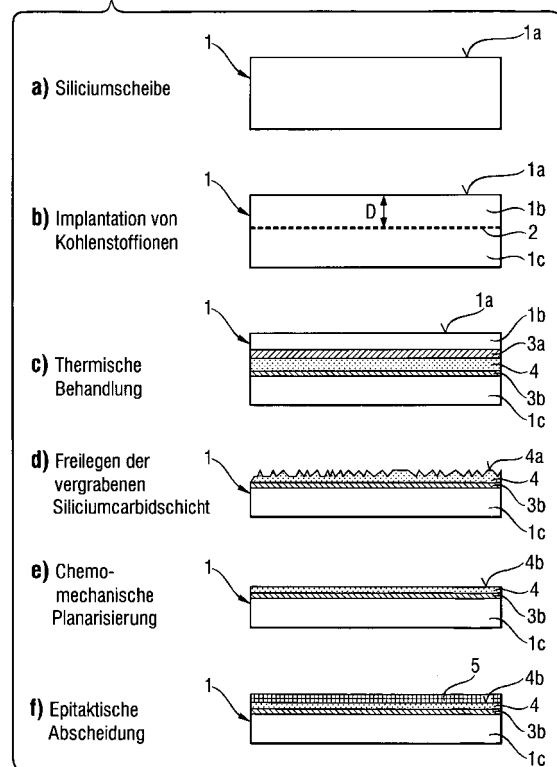 1a
1
a) Siliciumscheibe
1a
1
D
1b
b) Implantation von
Kohlenstoffionen
2
1c
1a
1b
1
3a
c) Thermische
Behandlung
4
3b
1c
4a
d) Freilegen der
vergrabenen
Siliciumcarbidschicht
1
4
3b
1c
4b
e) Chemo-
mechanische
Planarisierung
1
4
3b
1c
5
4b
f) Epitaktische
Abscheidung
1
4
3b
1c